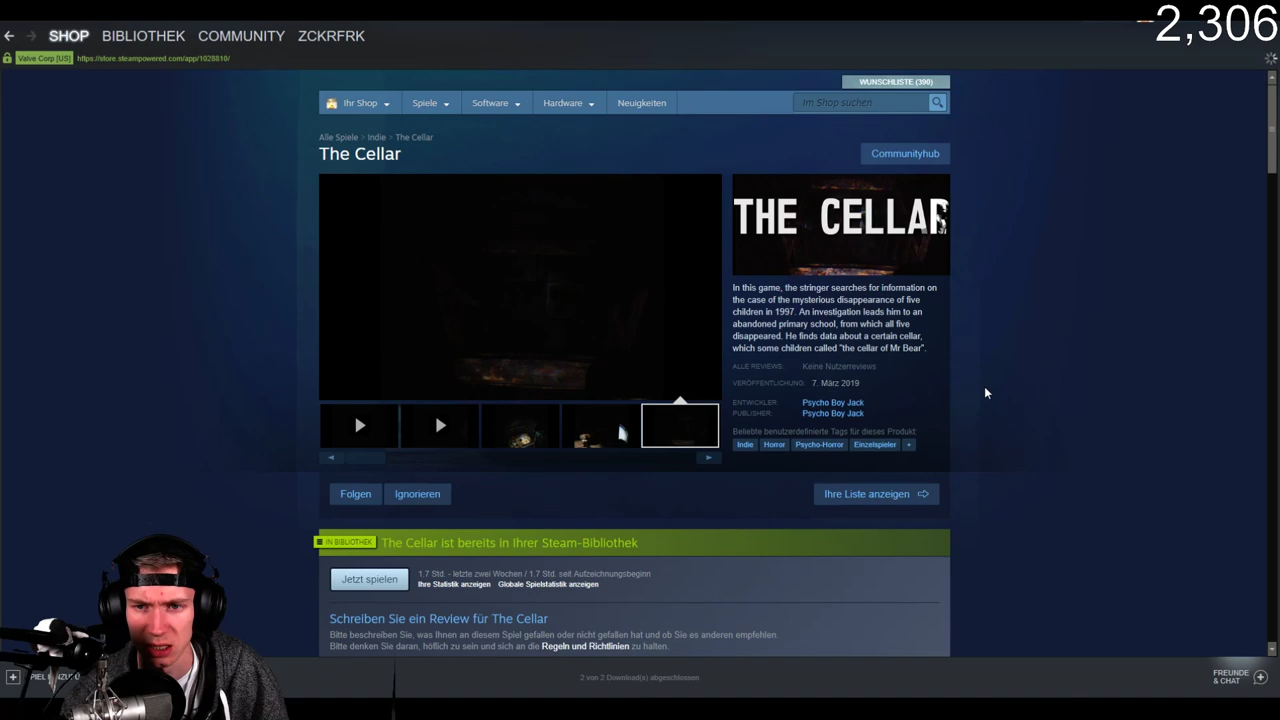 2,306
SHOP BIBLIOTHEK COMMUNITY ZCKRFRK
Valve Corp [US] https://store.steampowered.com/app/1028810/
WUNSCHLISTE (390)
Ihr Shop Spiele Software Hardware Neuigkeiten Im Shop suchen
Alle Spiele > Indie > The Cellar
The Cellar
Communityhub
THE CELLAR
In this game, the stringer searches for information on
the case of the mysterious disappearance of five
children in 1997. An investigation leads him to an
abandoned primary school, from which all five
disappeared. He finds data about a certain cellar,
which some children called "the cellar of Mr Bear".
ALLE REVIEWS: Keine Nutzerreviews
VERÖFFENTLICHUNG: 7. März 2019
ENTWICKLER: Psycho Boy Jack
PUBLISHER: Psycho Boy Jack
Beliebte benutzerdefinierte Tags für dieses Produkt:
Indie Horror Psycho-Horror Einzelspieler +
Folgen Ignorieren Ihre Liste anzeigen
IN BIBLIOTHEK The Cellar ist bereits in Ihrer Steam-Bibliothek
Jetzt spielen
1.7 Std. - letzte zwei Wochen / 1.7 Std. seit Aufzeichnungsbeginn
Ihre Statistik anzeigen Globale Spielstatistik anzeigen
Schreiben Sie ein Review für The Cellar
Bitte beschreiben Sie, was Ihnen an diesem Spiel gefallen oder nicht gefallen hat und ob Sie es anderen empfehlen.
Bitte denken Sie daran, höflich zu sein und sich an die Regeln und Richtlinien zu halten.
2 von 2 Download(s) abgeschlossen
FREUNDE
& CHAT